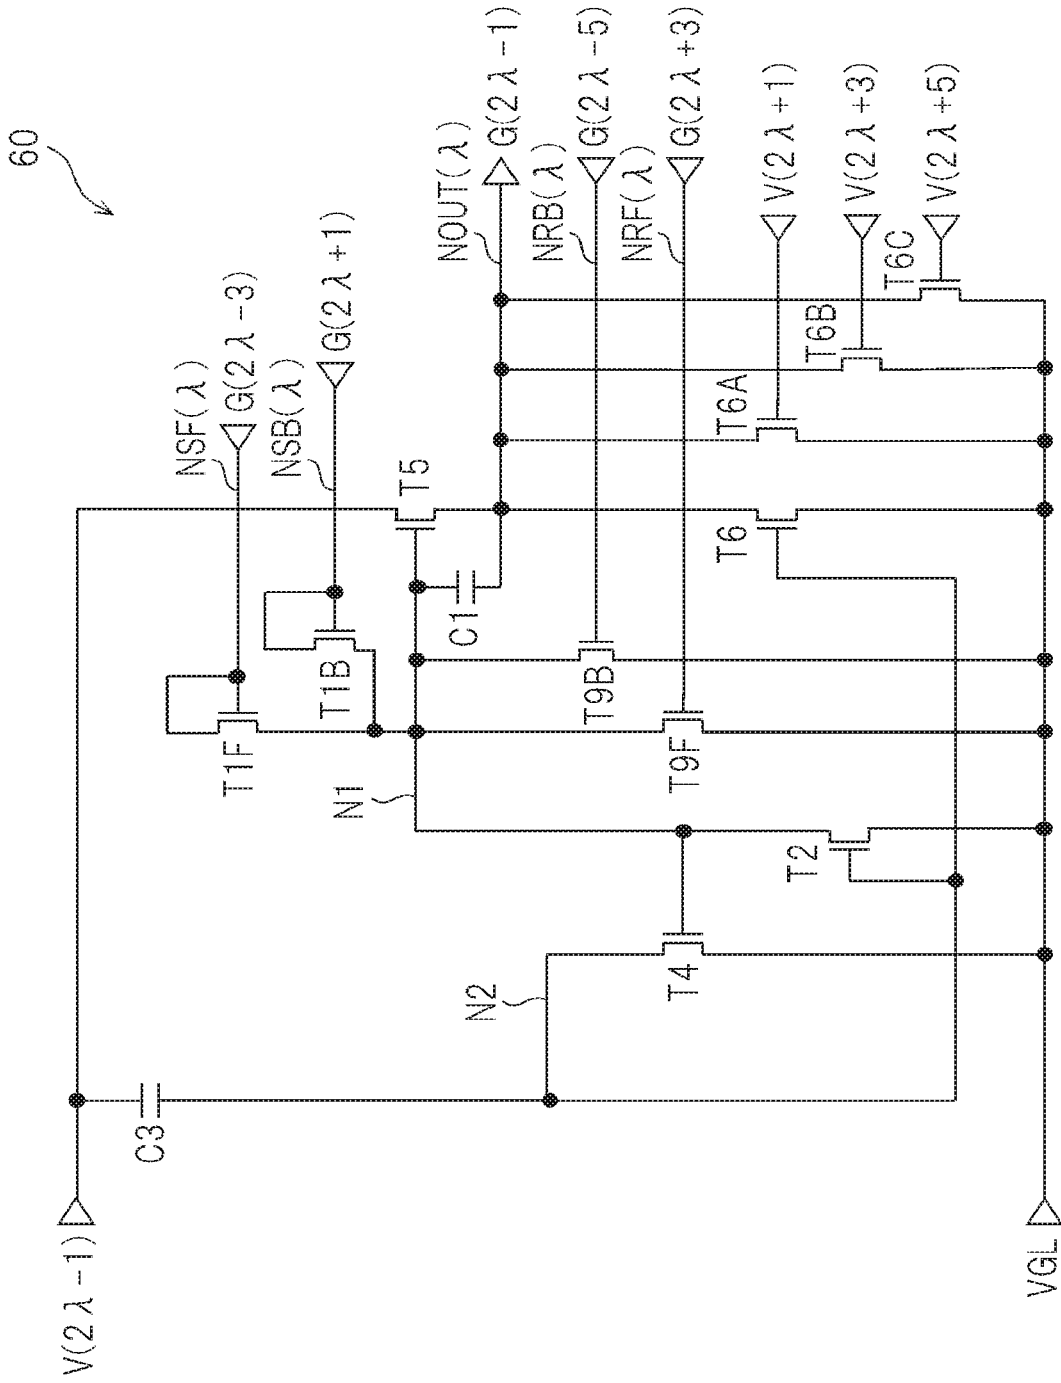 60
V(2λ-1)
NSF(λ)
G(2λ-3)
NSB(λ)
G(2λ+1)
T1F
T1B
N1
T5
C1
NOUT(λ)
G(2λ-1)
NRB(λ)
G(2λ-5)
NRF(λ)
G(2λ+3)
V(2λ+1)
V(2λ+3)
V(2λ+5)
C3
N2
T4
T2
T9F
T9B
T6
T6A
T6B
T6C
VGL